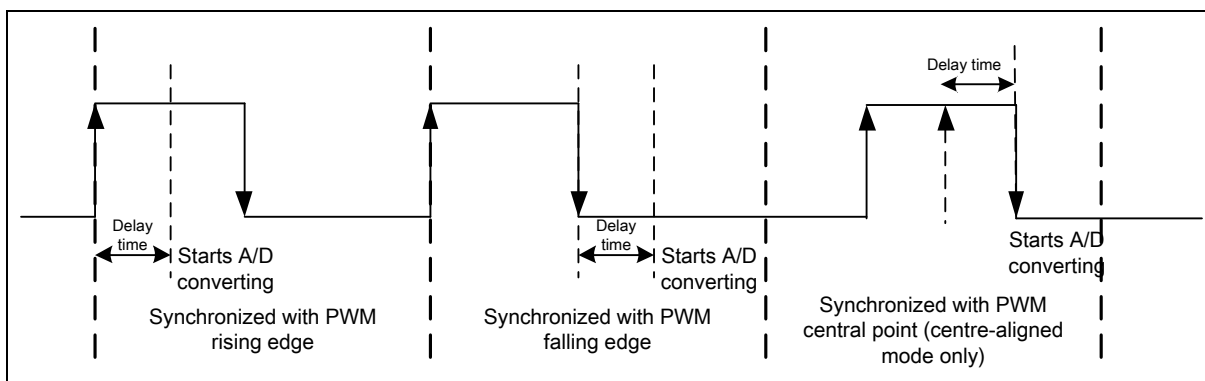 Delay
time
Starts A/D
converting
Synchronized with PWM
rising edge
Delay
time
Starts A/D
converting
Synchronized with PWM
falling edge
Delay time
Starts A/D
converting
Synchronized with PWM
central point (centre-aligned
mode only)